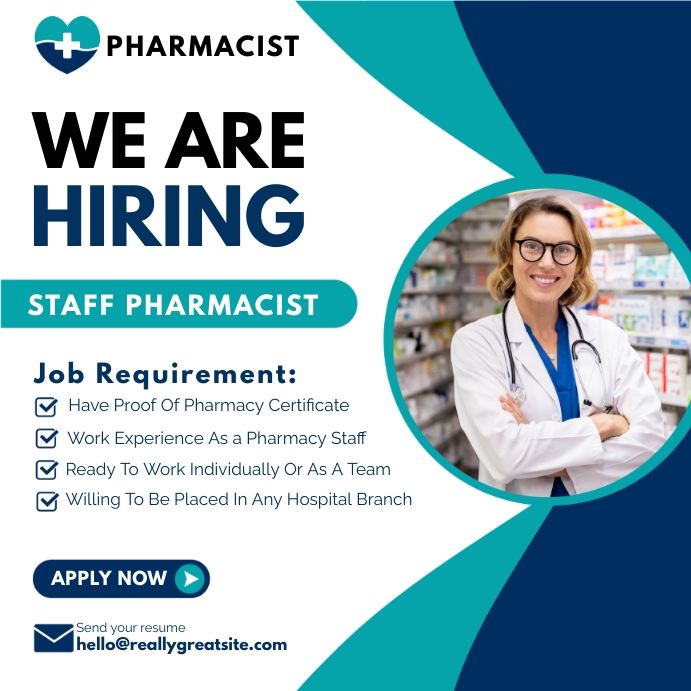 PHARMACIST
WE ARE
HIRING
STAFF PHARMACIST
Job Requirement:
Have Proof Of Pharmacy Certificate
Work Experience As a Pharmacy Staff
Ready To Work Individually Or As A Team
Willing To Be Placed In Any Hospital Branch
APPLY NOW
Send your resume
hello@reallygreatsite.com